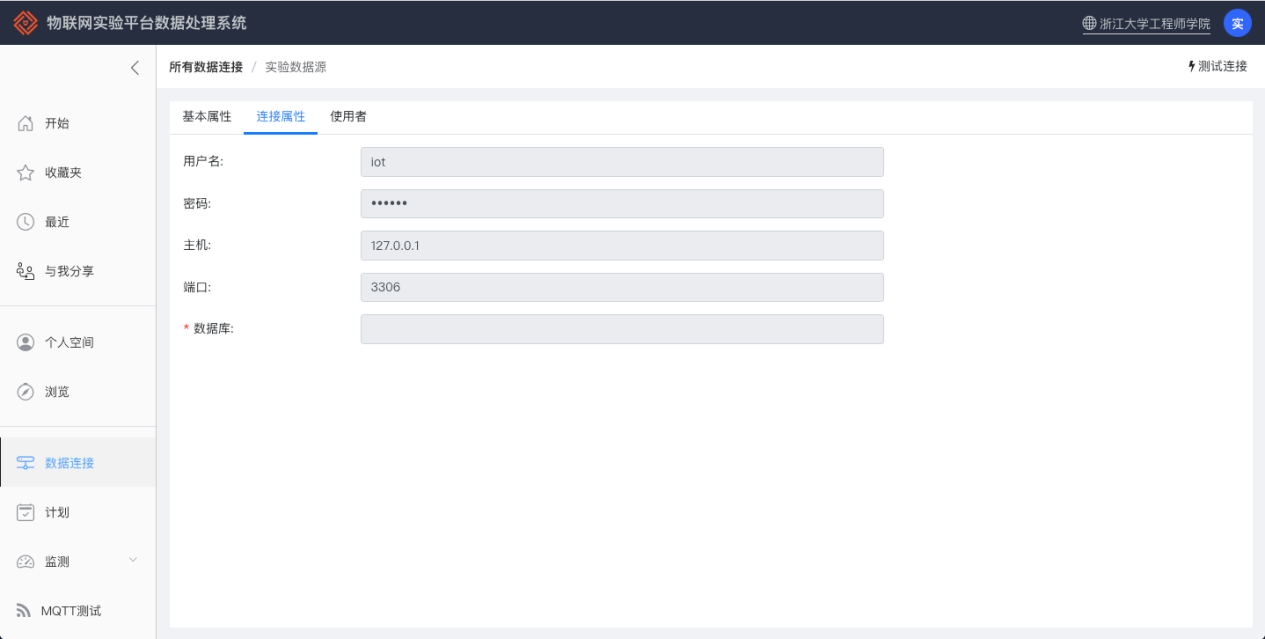 物联网实验平台数据处理系统
浙江大学工程师学院
实
所有数据连接 / 实验数据源
测试连接
开始
收藏夹
最近
与我分享
个人空间
浏览
数据连接
计划
监测
MQTT测试
基本属性 连接属性 使用者
用户名: iot
密码: ••••••
主机: 127.0.0.1
端口: 3306
* 数据库: